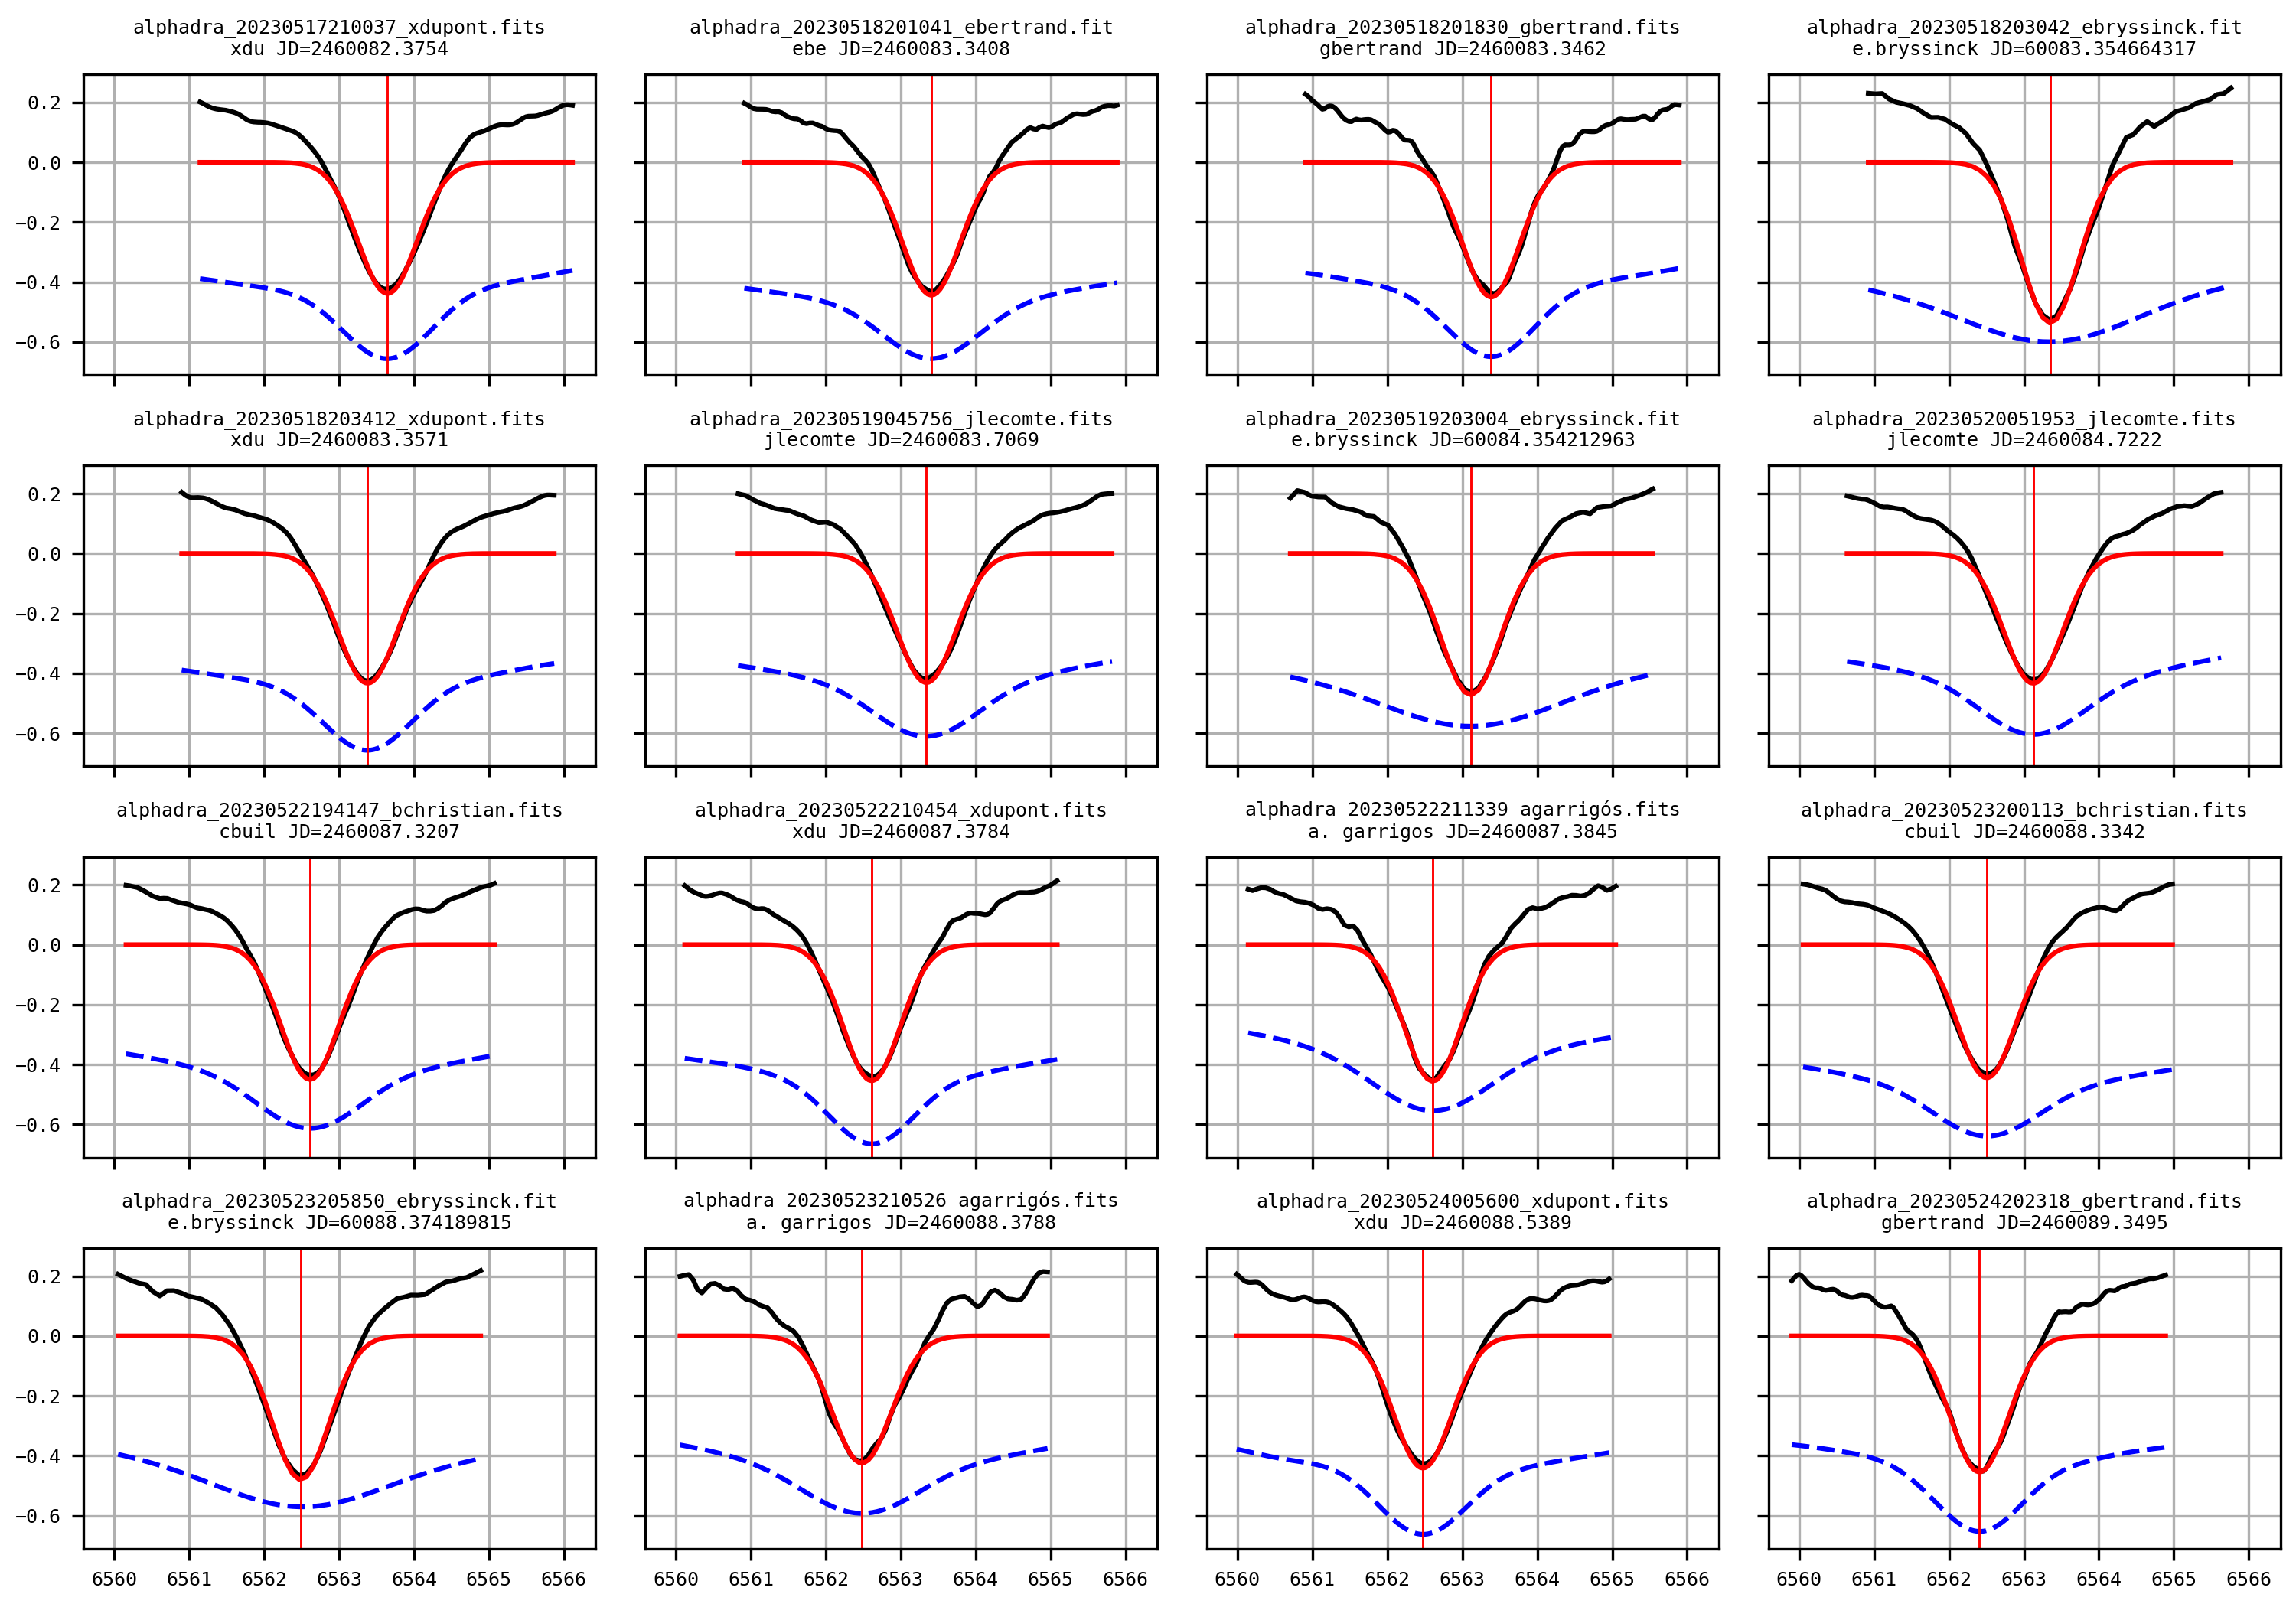 alphadra_20230517210037_xdupont.fits
xdu JD=2460082.3754
alphadra_20230518201041_ebertrand.fit
ebe JD=2460083.3408
alphadra_20230518201830_gbertrand.fits
gbertrand JD=2460083.3462
alphadra_20230518203042_ebryssinck.fit
e.bryssinck JD=60083.354664317
0.2
0.0
−0.2
−0.4
−0.6
alphadra_20230518203412_xdupont.fits
xdu JD=2460083.3571
alphadra_20230519045756_jlecomte.fits
jlecomte JD=2460083.7069
alphadra_20230519203004_ebryssinck.fit
e.bryssinck JD=60084.354212963
alphadra_20230520051953_jlecomte.fits
jlecomte JD=2460084.7222
0.2
0.0
−0.2
−0.4
−0.6
alphadra_20230522194147_bchristian.fits
cbuil JD=2460087.3207
alphadra_20230522210454_xdupont.fits
xdu JD=2460087.3784
alphadra_20230522211339_agarrigós.fits
a. garrigos JD=2460087.3845
alphadra_20230523200113_bchristian.fits
cbuil JD=2460088.3342
0.2
0.0
−0.2
−0.4
−0.6
alphadra_20230523205850_ebryssinck.fit
e.bryssinck JD=60088.374189815
alphadra_20230523210526_agarrigós.fits
a. garrigos JD=2460088.3788
alphadra_20230524005600_xdupont.fits
xdu JD=2460088.5389
alphadra_20230524202318_gbertrand.fits
gbertrand JD=2460089.3495
0.2
0.0
−0.2
−0.4
−0.6
6560 6561 6562 6563 6564 6565 6566
6560 6561 6562 6563 6564 6565 6566
6560 6561 6562 6563 6564 6565 6566
6560 6561 6562 6563 6564 6565 6566